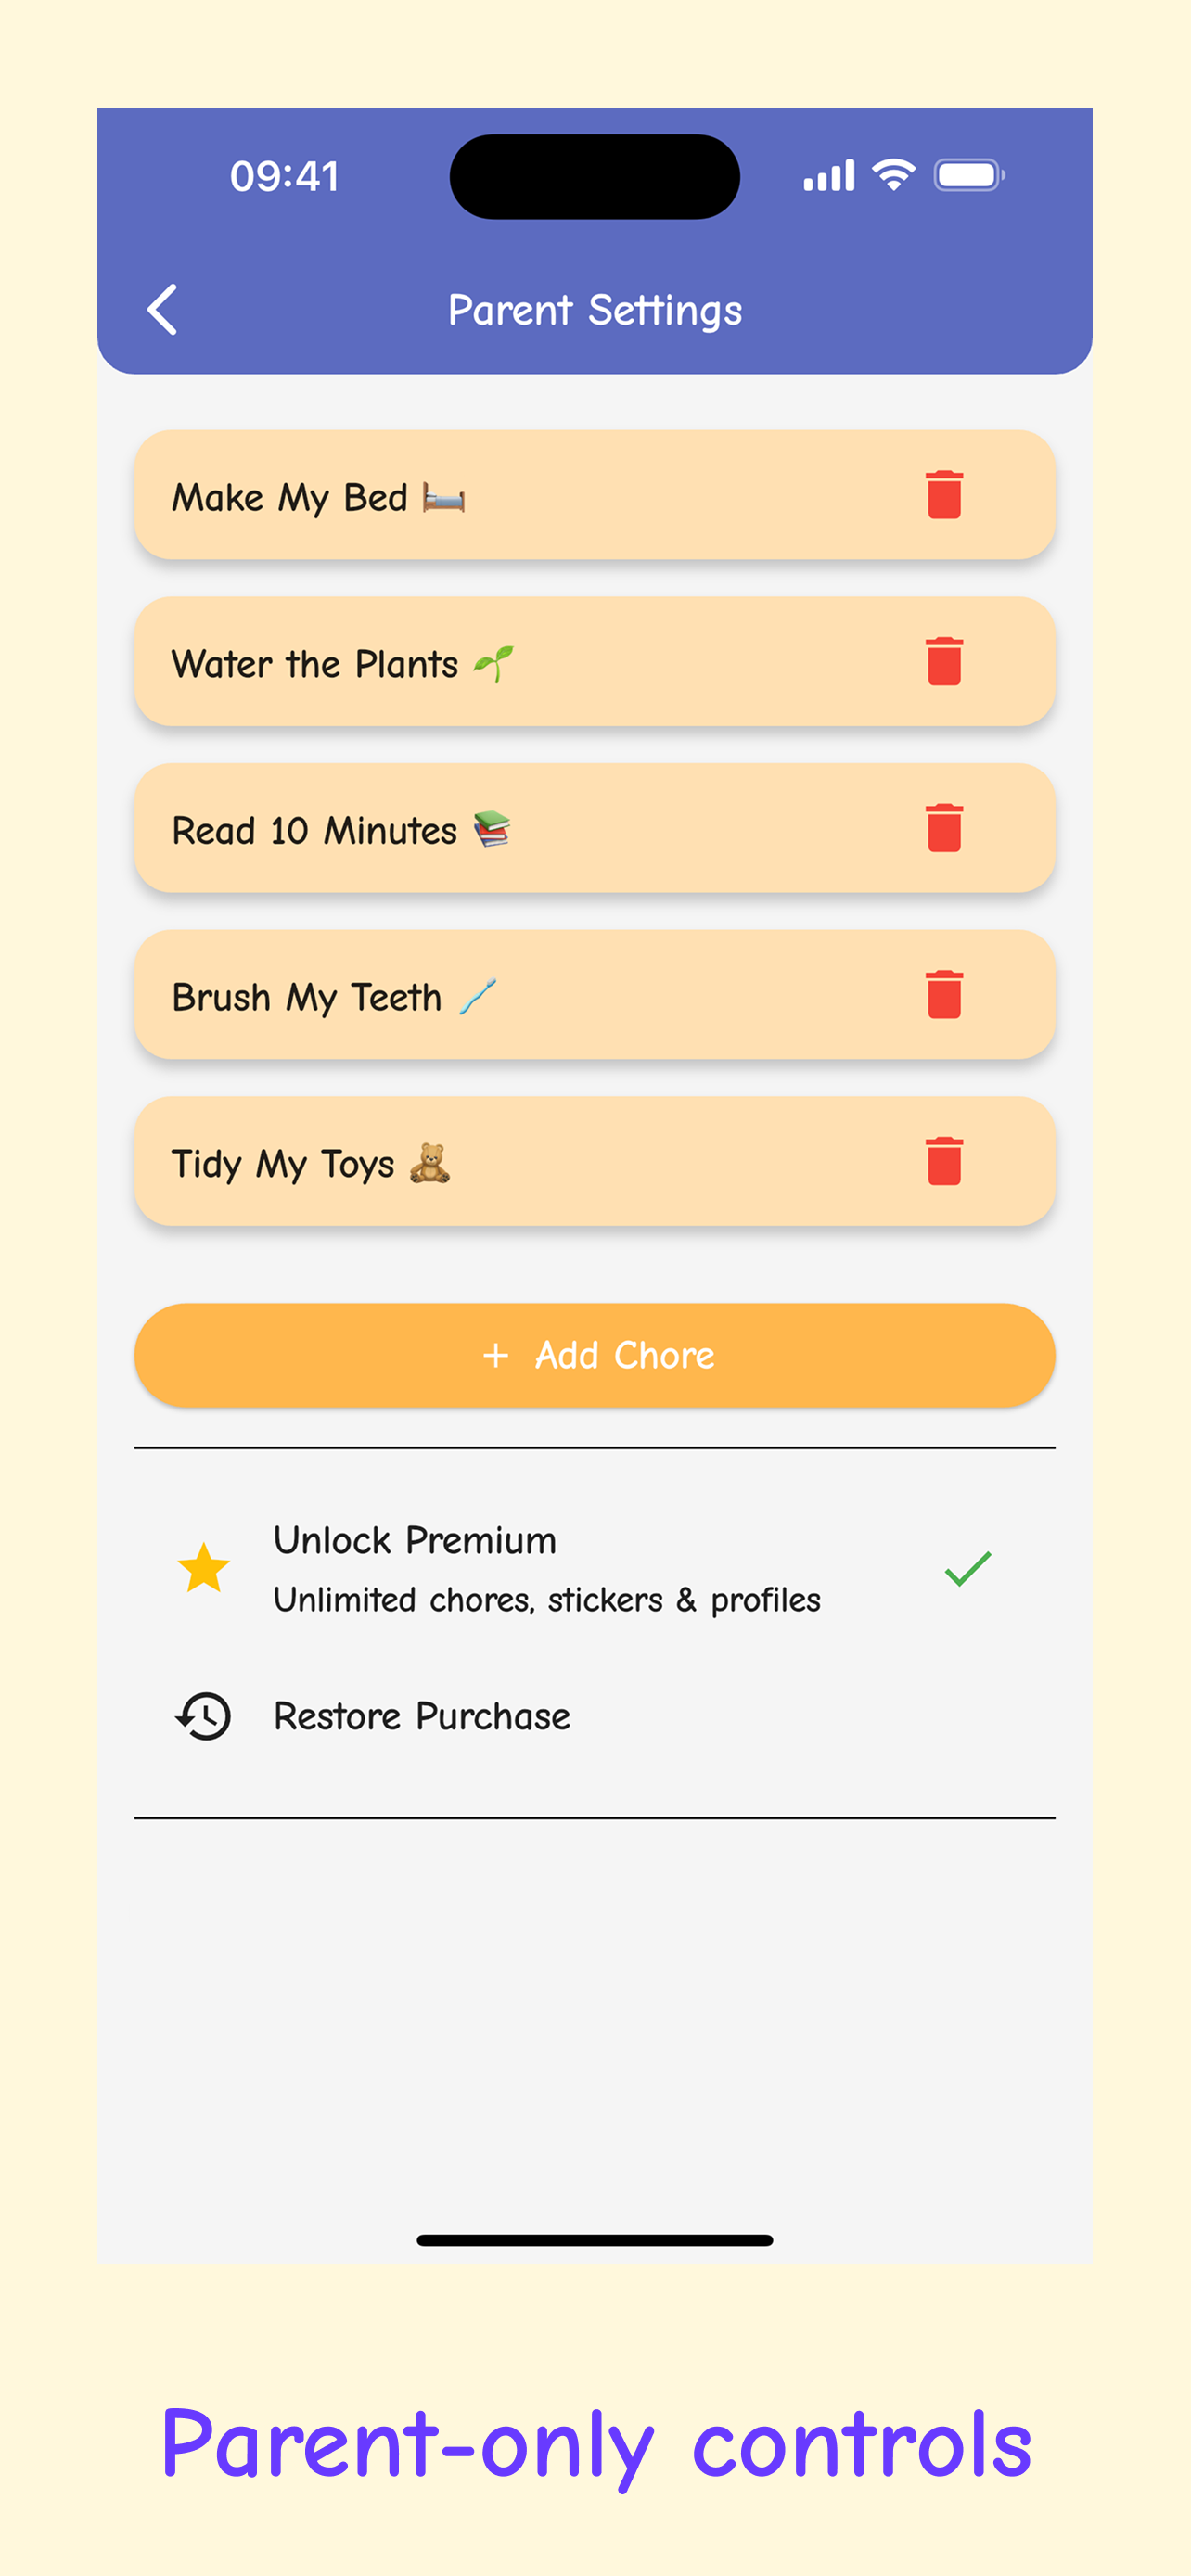 09:41
Parent Settings
Make My Bed 🛏️
Water the Plants 🌱
Read 10 Minutes 📚
Brush My Teeth 🪥
Tidy My Toys 🧸
+ Add Chore
Unlock Premium
Unlimited chores, stickers & profiles
Restore Purchase
Parent-only controls